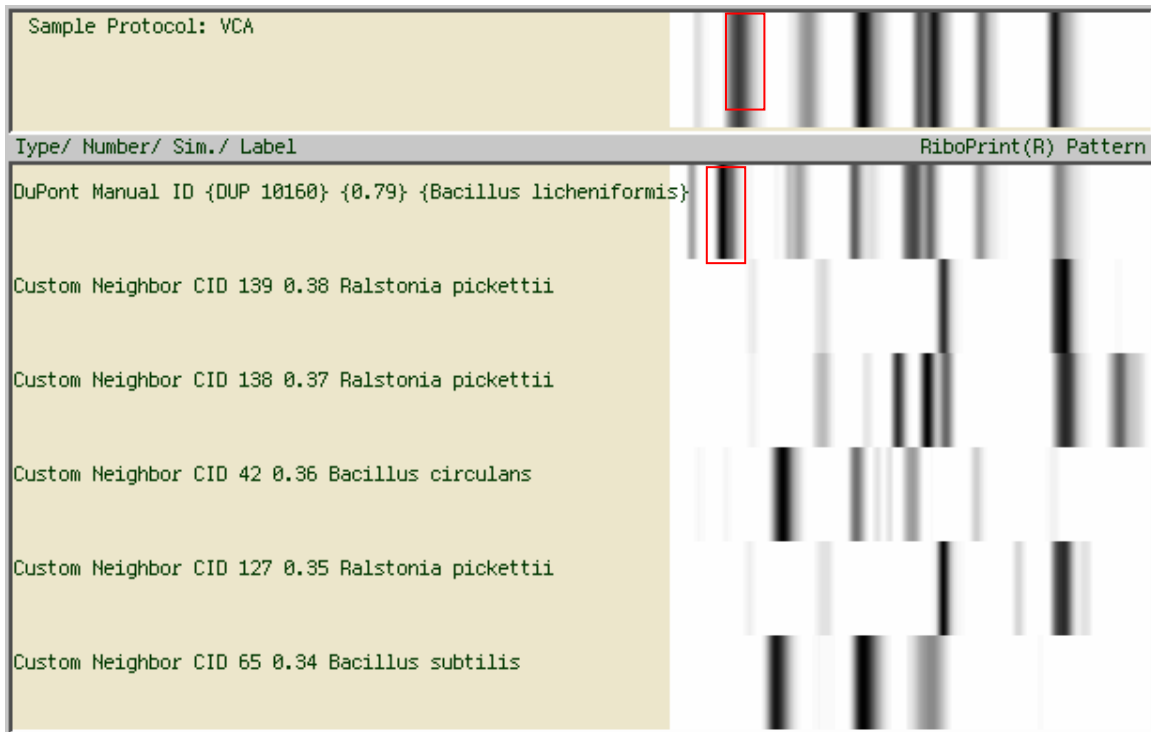 Sample Protocol: VCA
Type/ Number/ Sim./ Label RiboPrint(R) Pattern
DuPont Manual ID {DUP 10160} {0.79} {Bacillus licheniformis}
Custom Neighbor CID 139 0.38 Ralstonia pickettii
Custom Neighbor CID 138 0.37 Ralstonia pickettii
Custom Neighbor CID 42 0.36 Bacillus circulans
Custom Neighbor CID 127 0.35 Ralstonia pickettii
Custom Neighbor CID 65 0.34 Bacillus subtilis